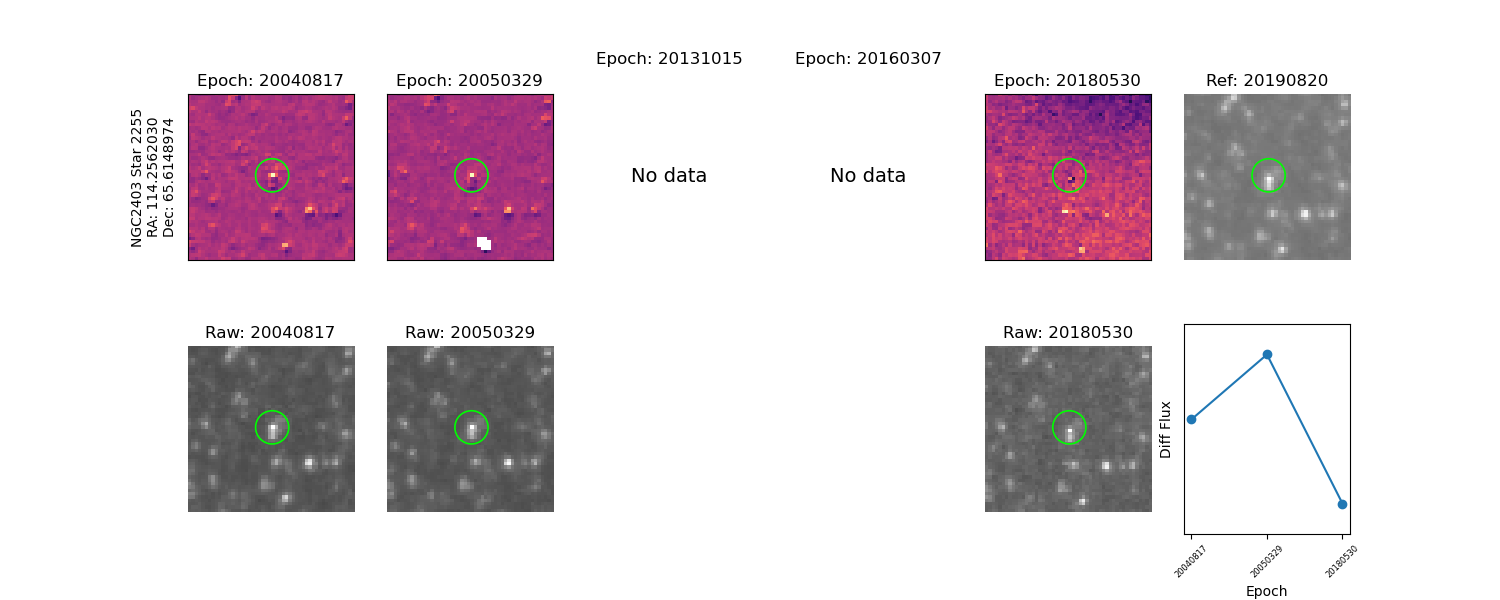 Epoch: 20131015
Epoch: 20160307
Epoch: 20040817
Epoch: 20050329
Epoch: 20180530
Ref: 20190820
NGC2403 Star 2255
RA: 114.2562030
Dec: 65.6148974
No data
No data
Raw: 20040817
Raw: 20050329
Raw: 20180530
Diff Flux
20040817
20050329
20180530
Epoch